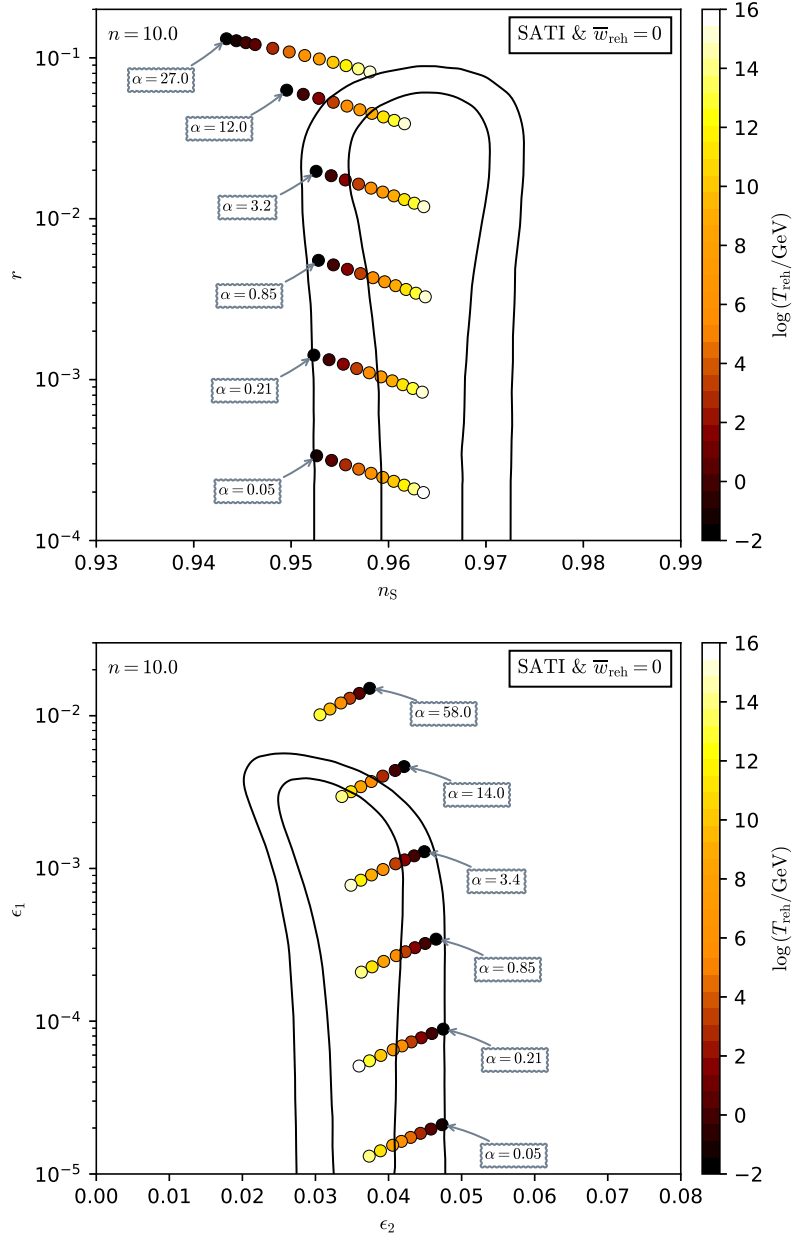 n = 10.0
SATI & w̅_reh = 0
α = 27.0
α = 12.0
α = 3.2
α = 0.85
α = 0.21
α = 0.05
10⁻¹
10⁻²
10⁻³
10⁻⁴
r
0.93 0.94 0.95 0.96 0.97 0.98 0.99
n_S
16
14
12
10
8
6
4
2
0
−2
log (T_reh/GeV)
n = 10.0
SATI & w̅_reh = 0
α = 58.0
α = 14.0
α = 3.4
α = 0.85
α = 0.21
α = 0.05
10⁻²
10⁻³
10⁻⁴
10⁻⁵
ϵ₁
0.00 0.01 0.02 0.03 0.04 0.05 0.06 0.07 0.08
ϵ₂
16
14
12
10
8
6
4
2
0
−2
log (T_reh/GeV)